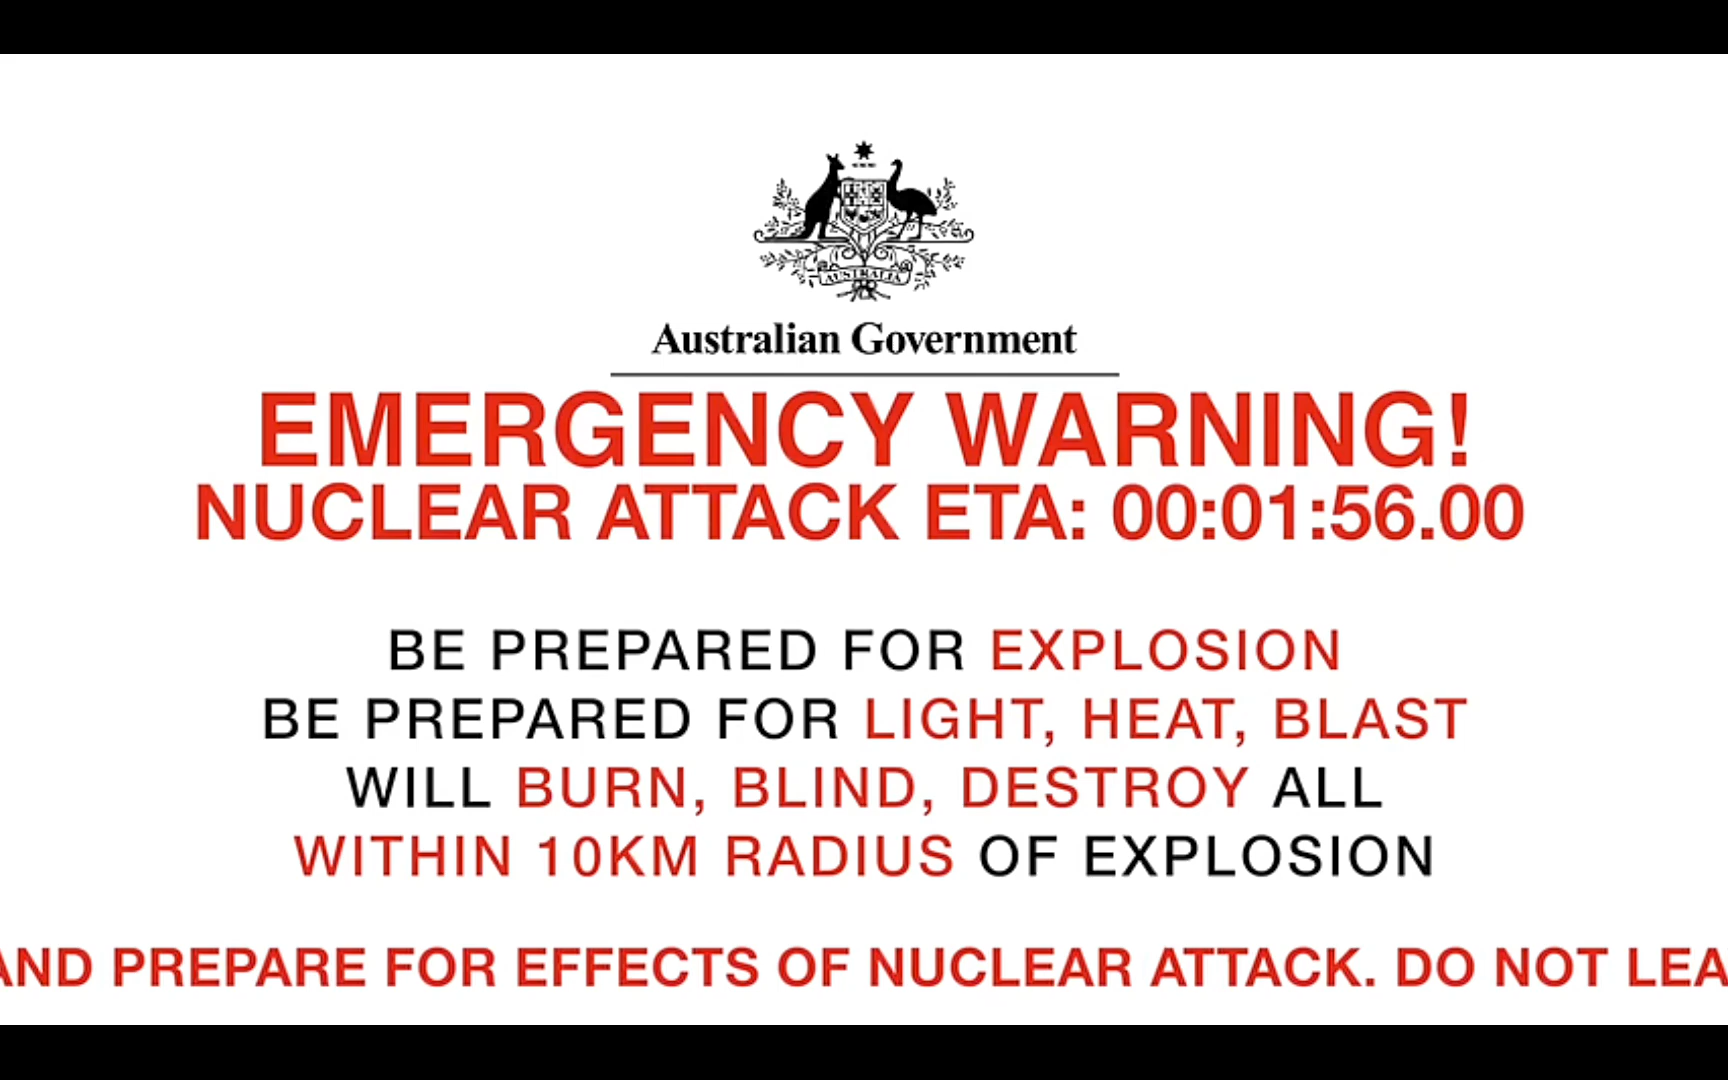 AUSTRALIA
Australian Government
EMERGENCY WARNING!
NUCLEAR ATTACK ETA: 00:01:56.00
BE PREPARED FOR EXPLOSION
BE PREPARED FOR LIGHT, HEAT, BLAST
WILL BURN, BLIND, DESTROY ALL
WITHIN 10KM RADIUS OF EXPLOSION
AND PREPARE FOR EFFECTS OF NUCLEAR ATTACK. DO NOT LEA